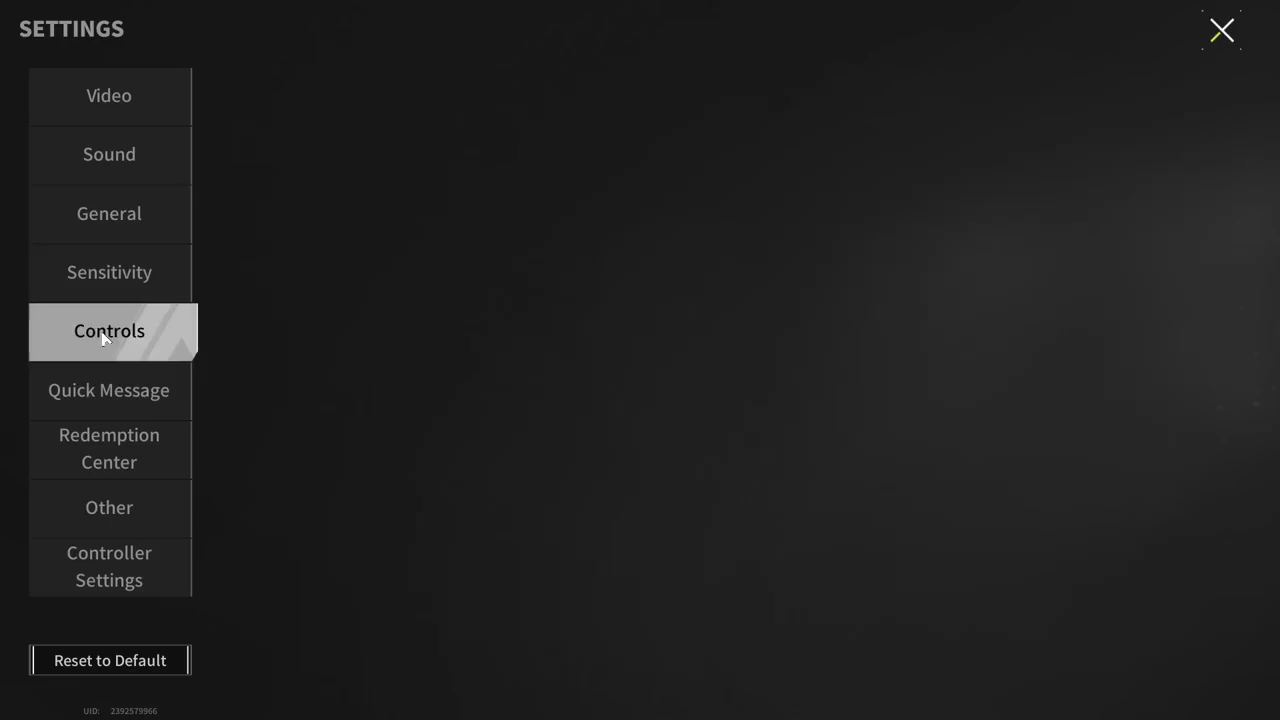 SETTINGS
Video
Sound
General
Sensitivity
Controls
Quick Message
Redemption
Center
Other
Controller
Settings
Reset to Default
UID: 2392579966